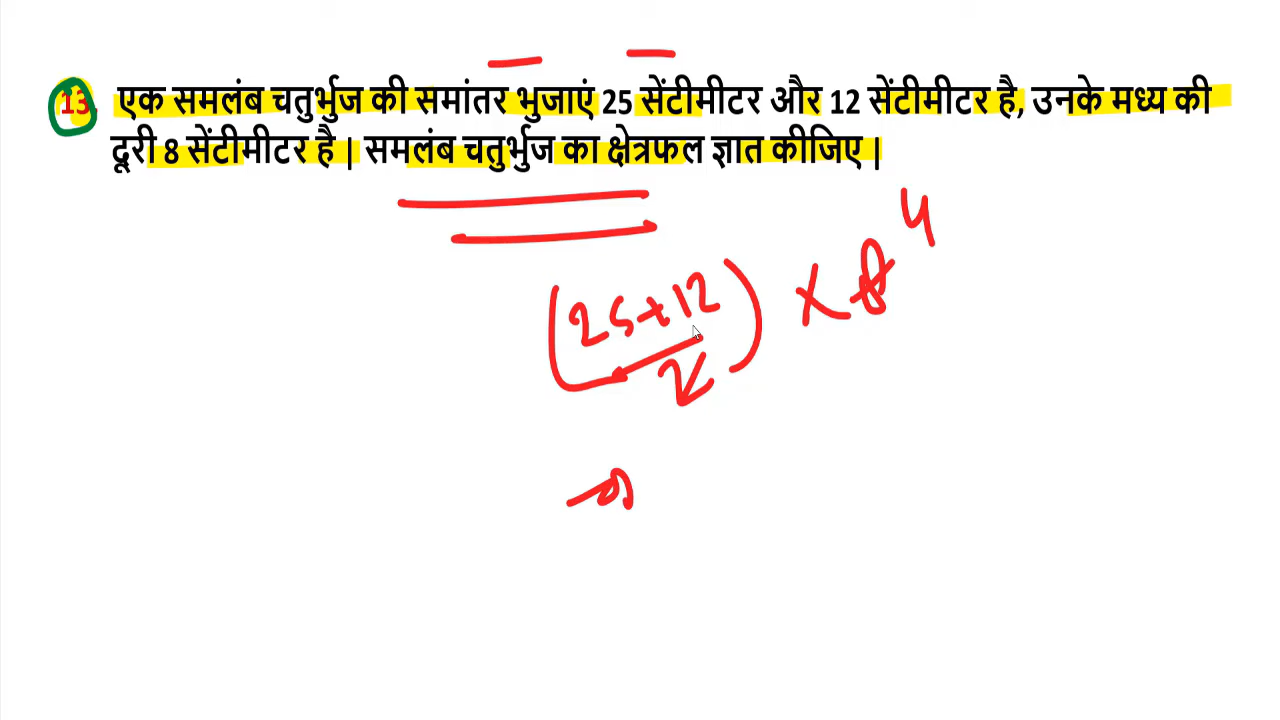 13. एक समलंब चतुर्भुज की समांतर भुजाएं 25 सेंटीमीटर और 12 सेंटीमीटर है, उनके मध्य की
दूरी 8 सेंटीमीटर है | समलंब चतुर्भुज का क्षेत्रफल ज्ञात कीजिए |
4
(25+12) × 8
2